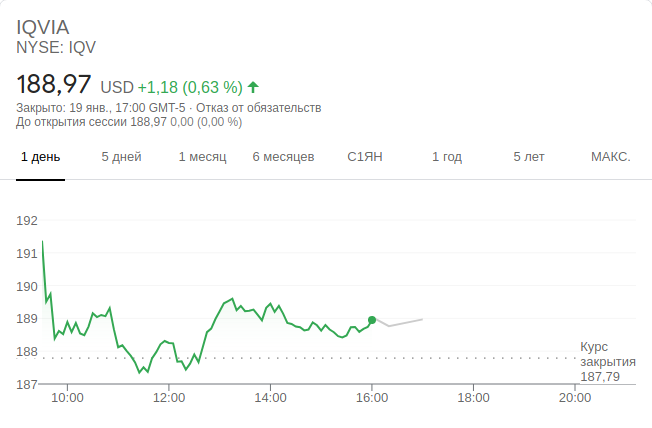 IQVIA
NYSE: IQV
188,97 USD +1,18 (0,63 %)
Закрыто: 19 янв., 17:00 GMT-5 · Отказ от обязательств
До открытия сессии 188,97 0,00 (0,00 %)
1 день 5 дней 1 месяц 6 месяцев С1ЯН 1 год 5 лет МАКС.
192
191
190
189
188
187
Курс
закрытия
187,79
10:00 12:00 14:00 16:00 18:00 20:00